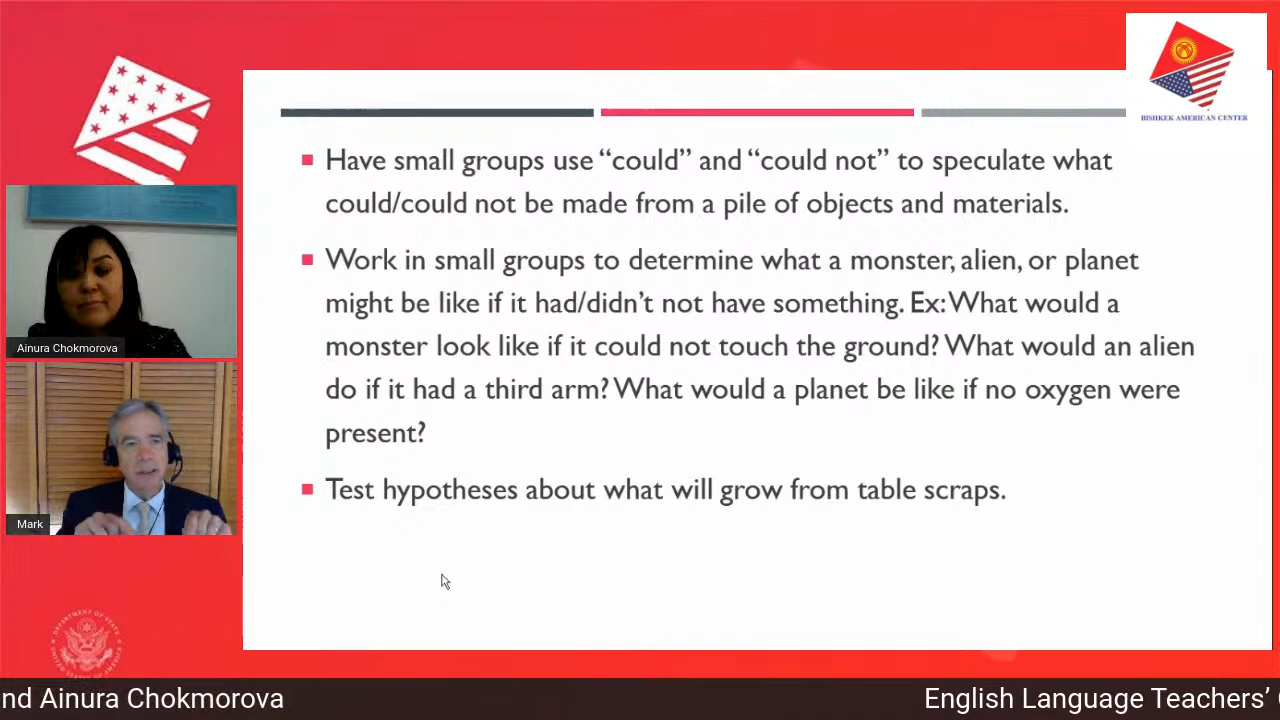 BISHKEK AMERICAN CENTER
Have small groups use “could” and “could not” to speculate what
could/could not be made from a pile of objects and materials.
Work in small groups to determine what a monster, alien, or planet
might be like if it had/didn’t not have something. Ex: What would a
monster look like if it could not touch the ground? What would an alien
do if it had a third arm? What would a planet be like if no oxygen were
present?
Test hypotheses about what will grow from table scraps.
Ainura Chokmorova
Mark
nd Ainura Chokmorova
English Language Teachers’